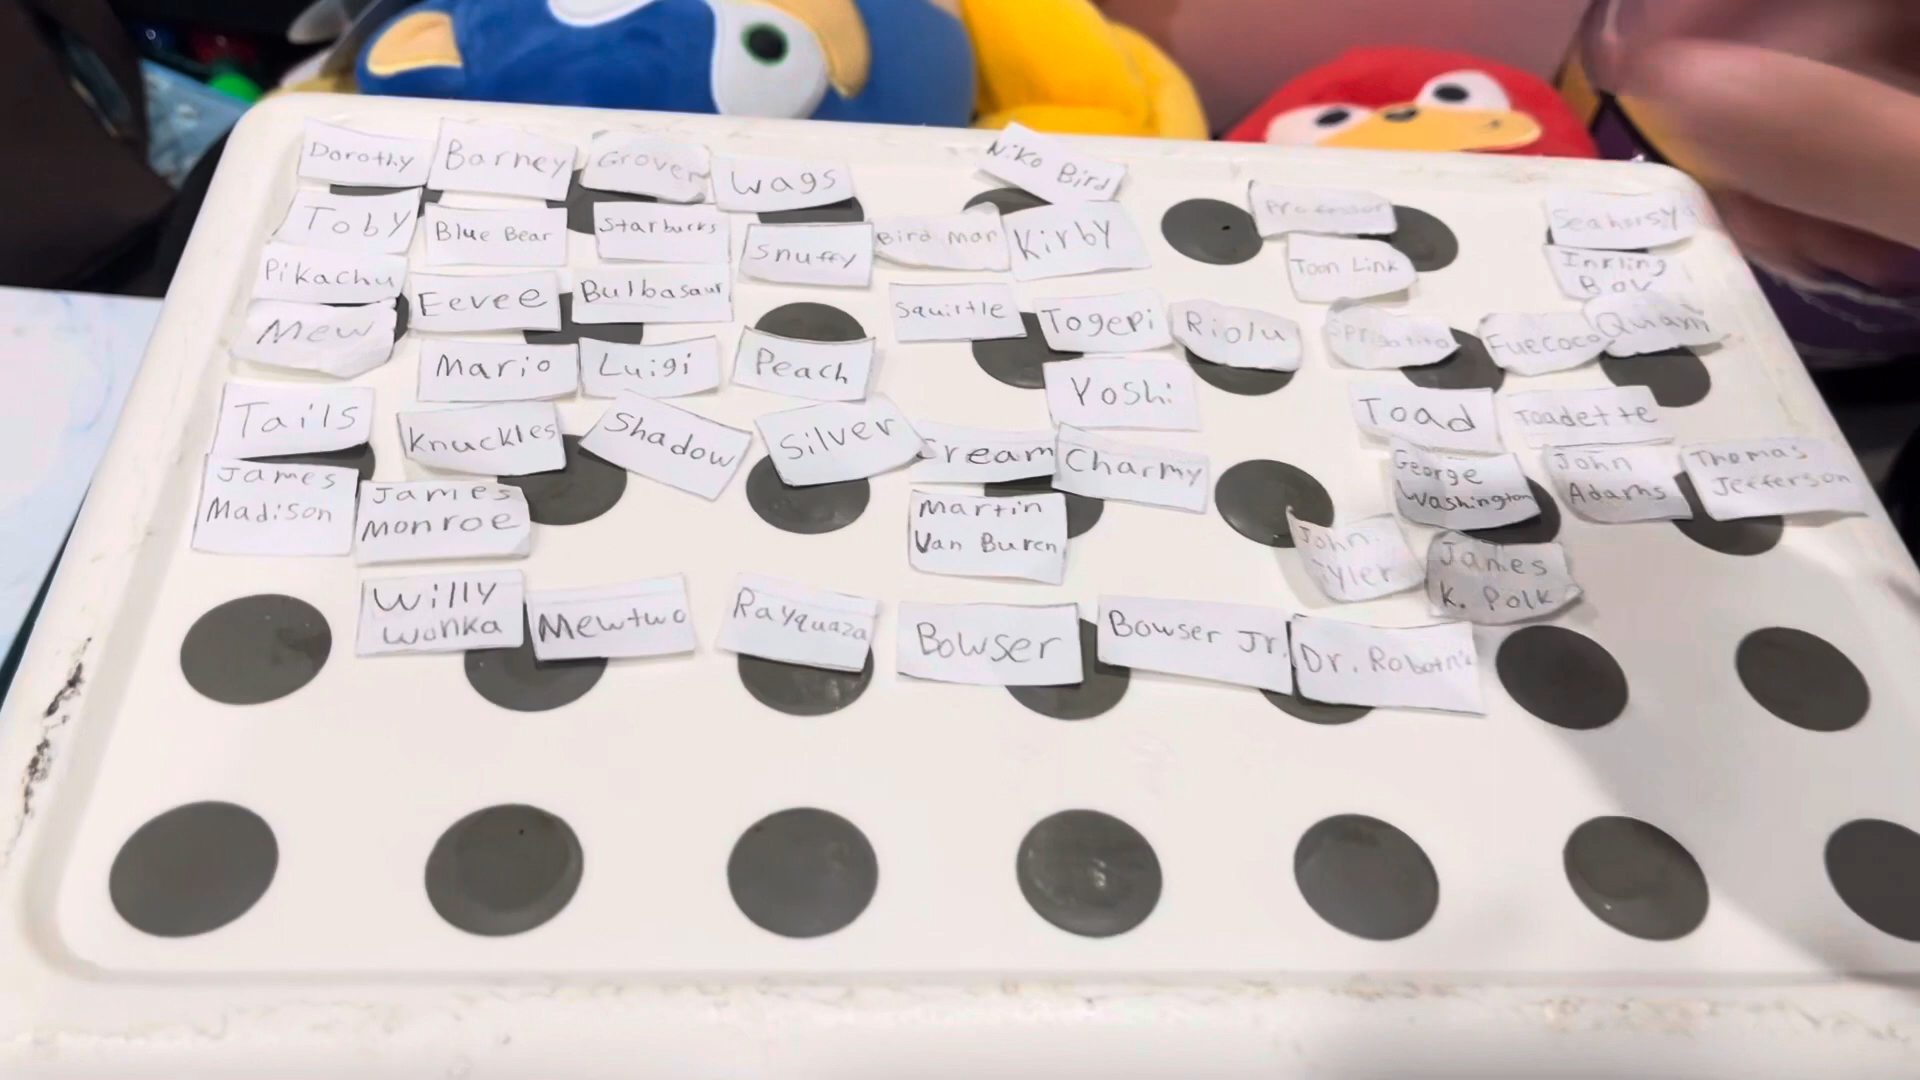 Dorothy
Barney
Grover
Wags
Niko Bird
Professor
Seahorsy
Toby
Blue Bear
Starbucks
Snuffy
Bird Man
Kirby
Toon Link
Inkling
Boy
Pikachu
Eevee
Bulbasaur
Squirtle
Togepi
Riolu
Sprigatito
Fuecoco
Quaxly
Mew
Mario
Luigi
Peach
Yoshi
Toad
Toadette
Tails
Knuckles
Shadow
Silver
Cream
Charmy
George
Washington
John
Adams
Thomas
Jefferson
James
Madison
James
Monroe
Martin
Van Buren
John
Tyler
James
K. Polk
Willy
Wonka
Mewtwo
Rayquaza
Bowser
Bowser Jr.
Dr. Robotnik